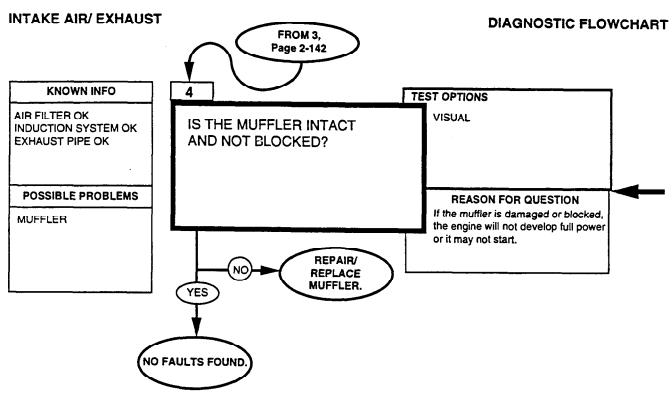 INTAKE AIR/ EXHAUST
DIAGNOSTIC FLOWCHART
FROM 3,
Page 2-142
4
KNOWN INFO
AIR FILTER OK
INDUCTION SYSTEM OK
EXHAUST PIPE OK
POSSIBLE PROBLEMS
MUFFLER
IS THE MUFFLER INTACT
AND NOT BLOCKED?
TEST OPTIONS
VISUAL
REASON FOR QUESTION
If the muffler is damaged or blocked,
the engine will not develop full power
or it may not start.
NO
REPAIR/
REPLACE
MUFFLER.
YES
NO FAULTS FOUND.